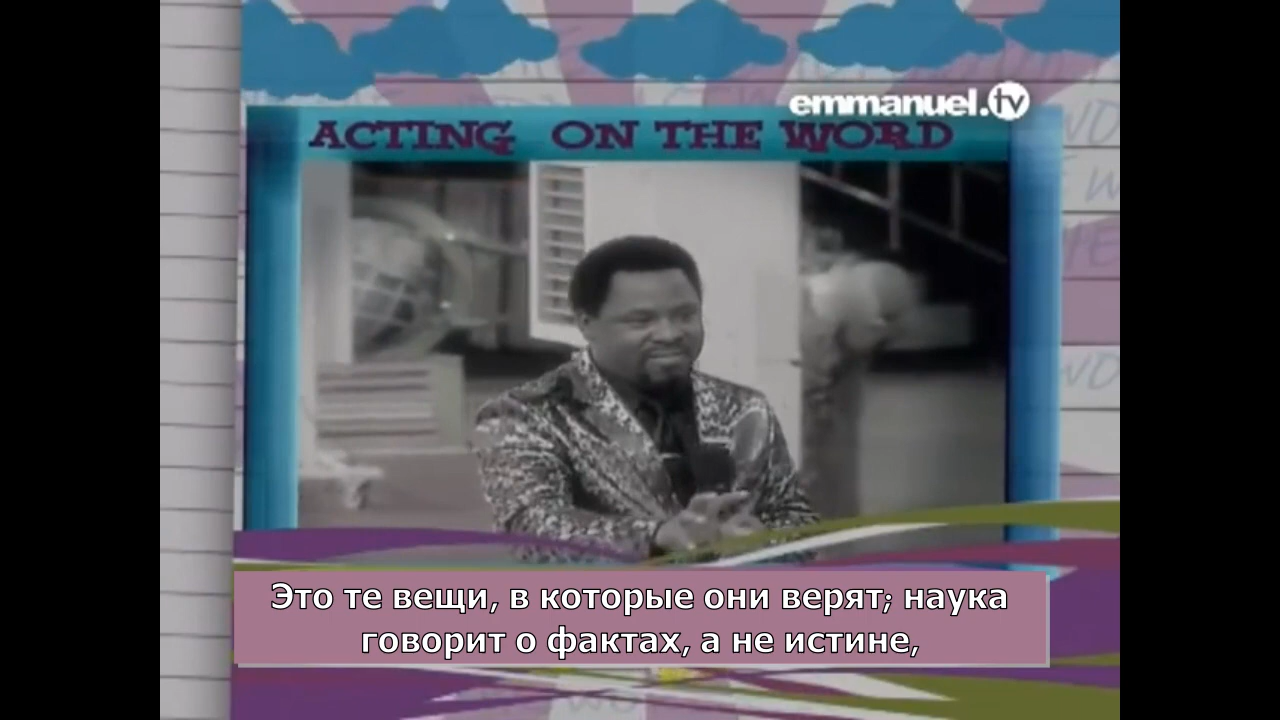 emmanuel.tv
ACTING ON THE WORD
Это те вещи, в которые они верят; наука
говорит о фактах, а не истине,